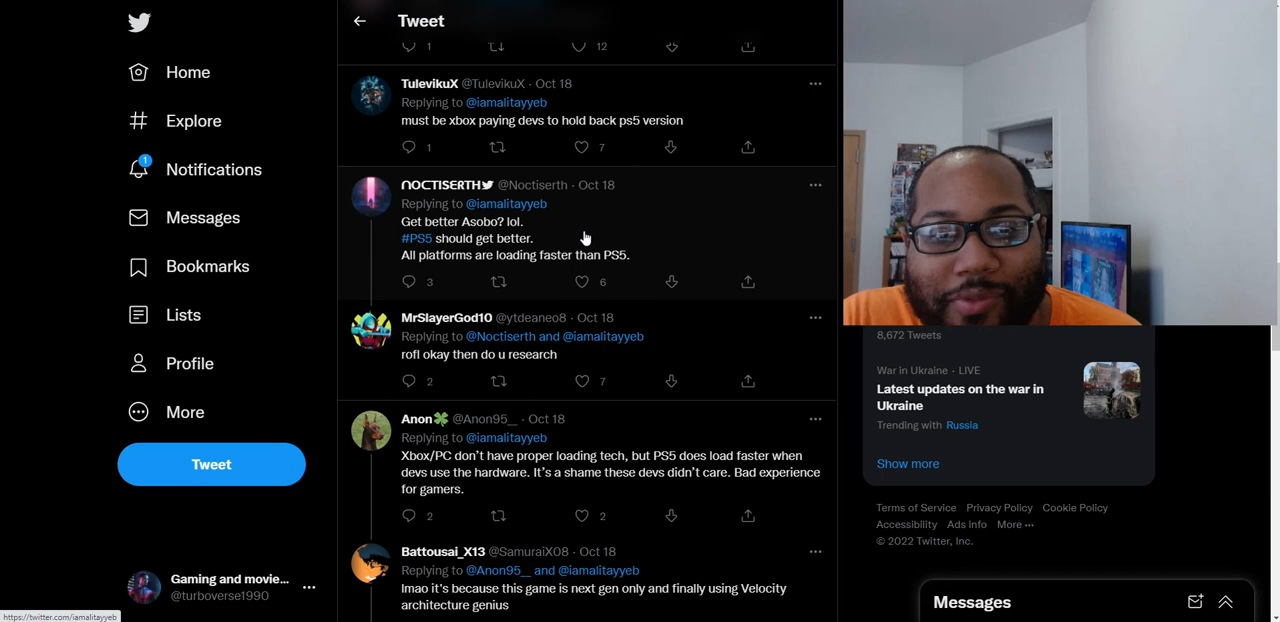 Tweet
1
12
TulevikuX @TulevikuX · Oct 18
Replying to @iamalitayyeb
must be xbox paying devs to hold back ps5 version
1
7
ꓵOCTISERTH @Noctiserth · Oct 18
Replying to @iamalitayyeb
Get better Asobo? lol.
#PS5 should get better.
All platforms are loading faster than PS5.
3
6
MrSlayerGod10 @ytdeaneo8 · Oct 18
Replying to @Noctiserth and @iamalitayyeb
rofl okay then do u research
2
7
Anon🍀 @Anon95__ · Oct 18
Replying to @iamalitayyeb
Xbox/PC don't have proper loading tech, but PS5 does load faster when
devs use the hardware. It's a shame these devs didn't care. Bad experience
for gamers.
2
2
Battousai_X13 @SamuraiX08 · Oct 18
Replying to @Anon95__ and @iamalitayyeb
lmao it's because this game is next gen only and finally using Velocity
architecture genius
Home
Explore
1
Notifications
Messages
Bookmarks
Lists
Profile
More
Tweet
Gaming and movie...
@turboverse1990
https://twitter.com/iamalitayyeb
8,672 Tweets
War in Ukraine · LIVE
Latest updates on the war in
Ukraine
Trending with Russia
Show more
Terms of Service Privacy Policy Cookie Policy
Accessibility Ads info More ···
© 2022 Twitter, Inc.
Messages